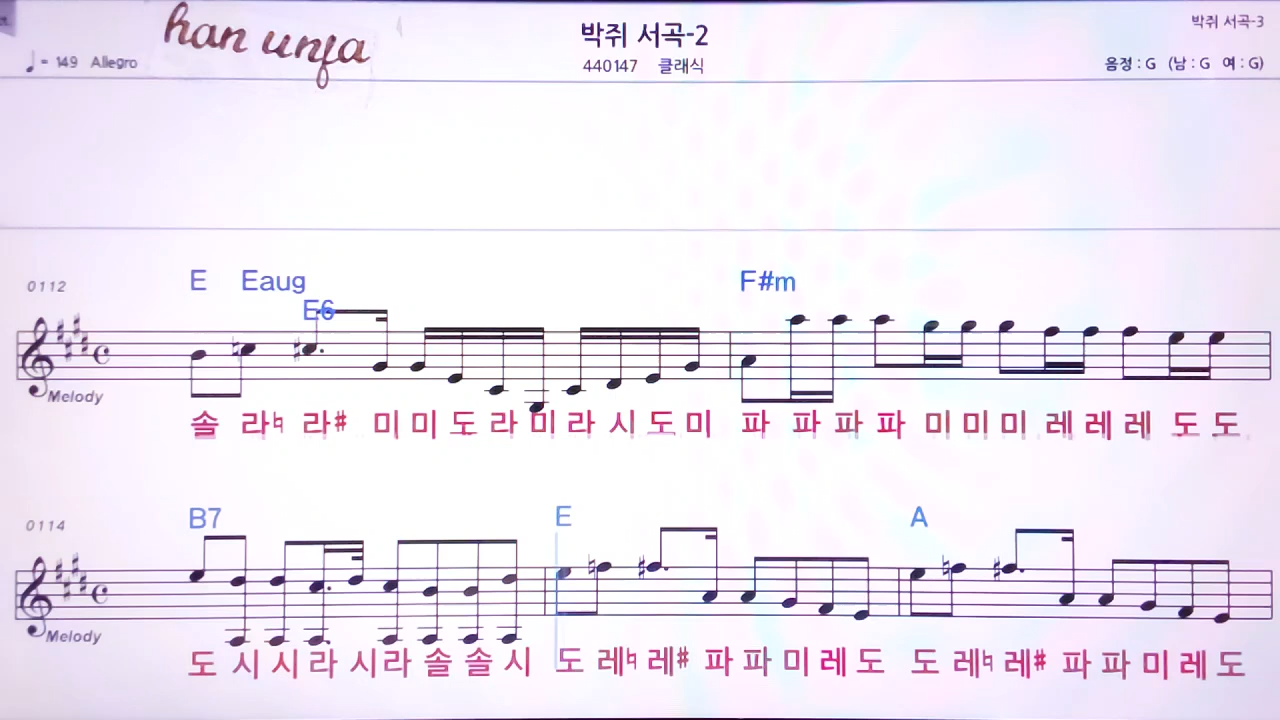 han unja
박쥐 서곡-2
박쥐 서곡-3
♩= 149 Allegro
440147 클래식
음정 : G (남 : G 여 : G)
0112
E Eaug
E6
F#m
Melody
솔 라♮ 라# 미 미 도 라 미 라 시 도 미 파 파 파 파 미 미 미 레 레 레 도 도
0114
B7
E
A
Melody
도 시 시 라 시 라 솔 솔 시 도 레♮ 레# 파 파 미 레 도 도 레♮ 레# 파 파 미 레 도